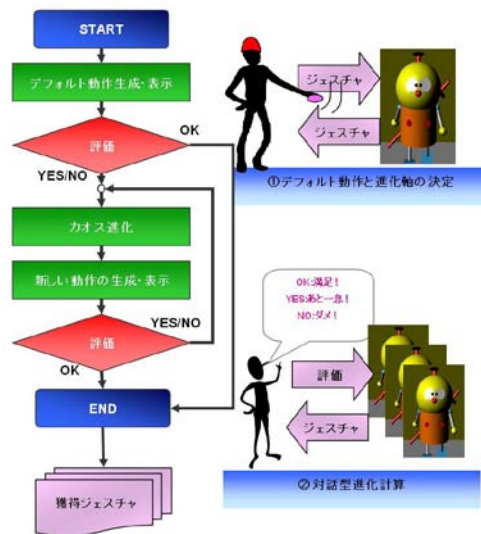 START
デフォルト動作生成・表示
評価
OK
YES/NO
カオス進化
新しい動作の生成・表示
評価
YES/NO
OK
END
獲得ジェスチャ
ジェスチャ
ジェスチャ
①デフォルト動作と進化軸の決定
OK:満足！
YES:あと一息！
NO:ダメ！
評価
ジェスチャ
②対話型進化計算